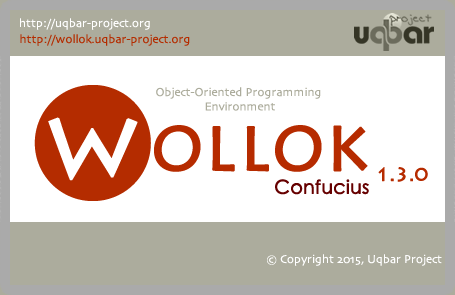 http://uqbar-project.org
http://wollok.uqbar-project.org
project
uqbar
Object-Oriented Programming
Environment
WOLLOK
Confucius
1.3.0
© Copyright 2015, Uqbar Project